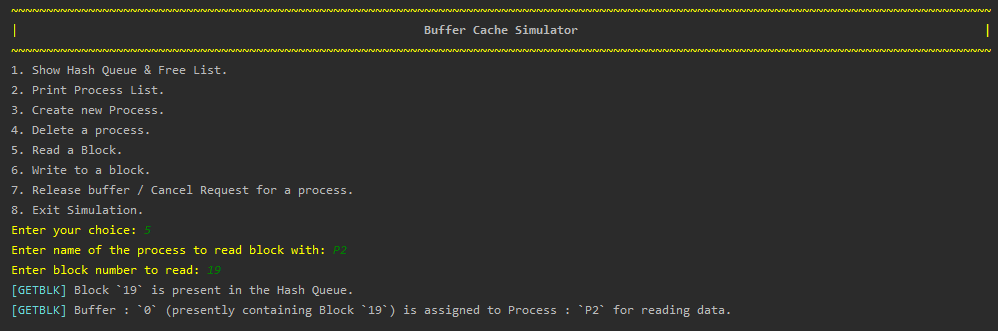 Buffer Cache Simulator
1. Show Hash Queue & Free List.
2. Print Process List.
3. Create new Process.
4. Delete a process.
5. Read a Block.
6. Write to a block.
7. Release buffer / Cancel Request for a process.
8. Exit Simulation.
Enter your choice: 5
Enter name of the process to read block with: P2
Enter block number to read: 19
[GETBLK] Block `19` is present in the Hash Queue.
[GETBLK] Buffer : `0` (presently containing Block `19`) is assigned to Process : `P2` for reading data.